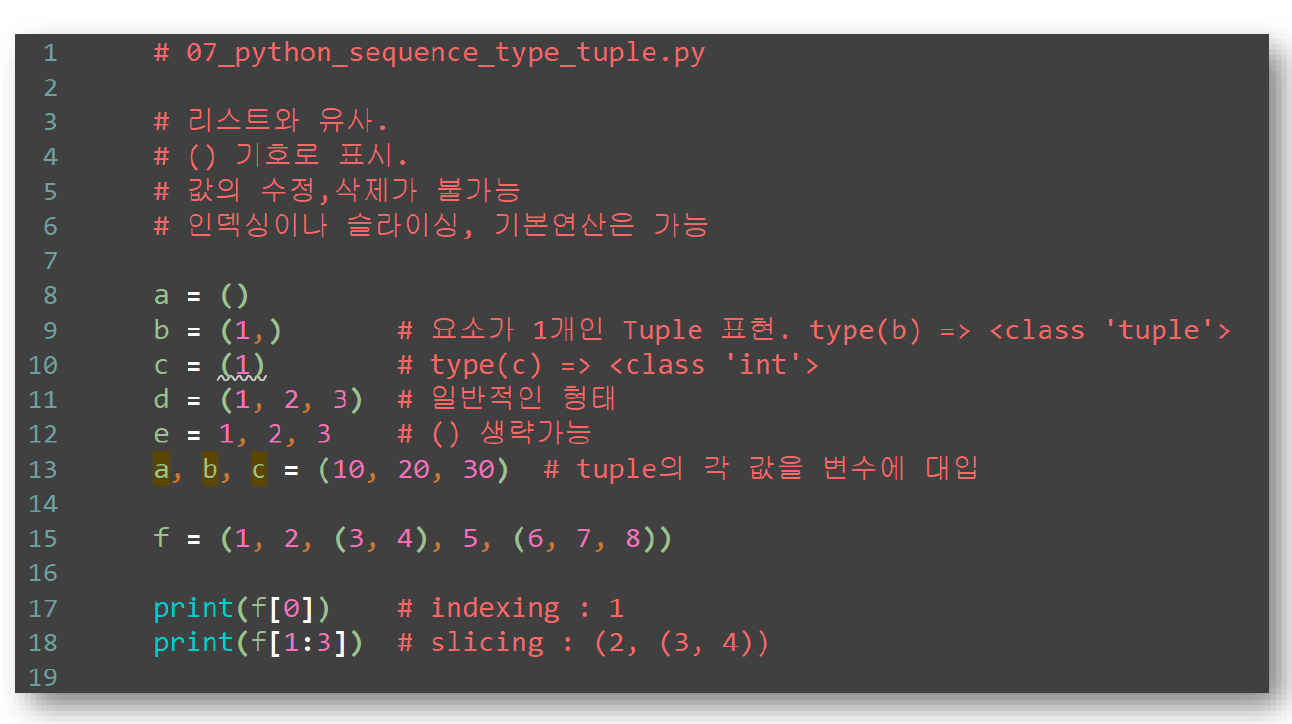 1 # 07_python_sequence_type_tuple.py
2
3 # 리스트와 유사.
4 # () 기호로 표시.
5 # 값의 수정,삭제가 불가능
6 # 인덱싱이나 슬라이싱, 기본연산은 가능
7
8 a = ()
9 b = (1,) # 요소가 1개인 Tuple 표현. type(b) => <class 'tuple'>
10 c = (1) # type(c) => <class 'int'>
11 d = (1, 2, 3) # 일반적인 형태
12 e = 1, 2, 3 # () 생략가능
13 a, b, c = (10, 20, 30) # tuple의 각 값을 변수에 대입
14
15 f = (1, 2, (3, 4), 5, (6, 7, 8))
16
17 print(f[0]) # indexing : 1
18 print(f[1:3]) # slicing : (2, (3, 4))
19